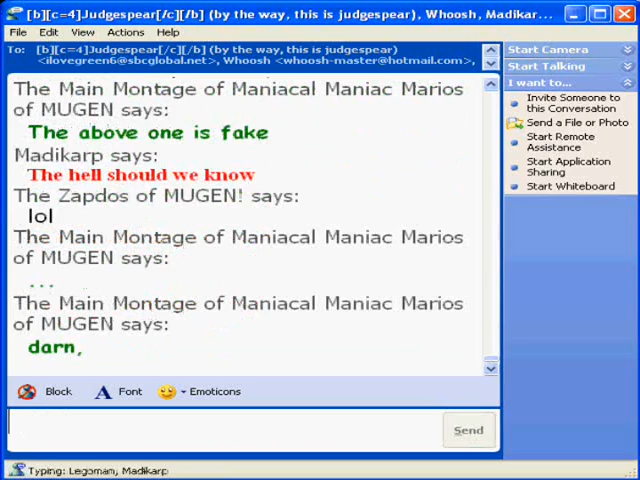 [b][c=4]Judgespear[/c][/b] (by the way, this is judgespear), Whoosh, Madikar...
File Edit View Actions Help
To: [b][c=4]Judgespear[/c][/b] (by the way, this is judgespear)
<ilovegreen6@sbcglobal.net>, Whoosh <whoosh-master@hotmail.com>,
Start Camera
Start Talking
I want to...
Invite Someone to
this Conversation
Send a File or Photo
Start Remote
Assistance
Start Application
Sharing
Start Whiteboard
The Main Montage of Maniacal Maniac Marios
of MUGEN says:
The above one is fake
Madikarp says:
The hell should we know
The Zapdos of MUGEN! says:
lol
The Main Montage of Maniacal Maniac Marios
of MUGEN says:
...
The Main Montage of Maniacal Maniac Marios
of MUGEN says:
darn,
Block A Font Emoticons
Send
Typing: Legomam, Madikarp